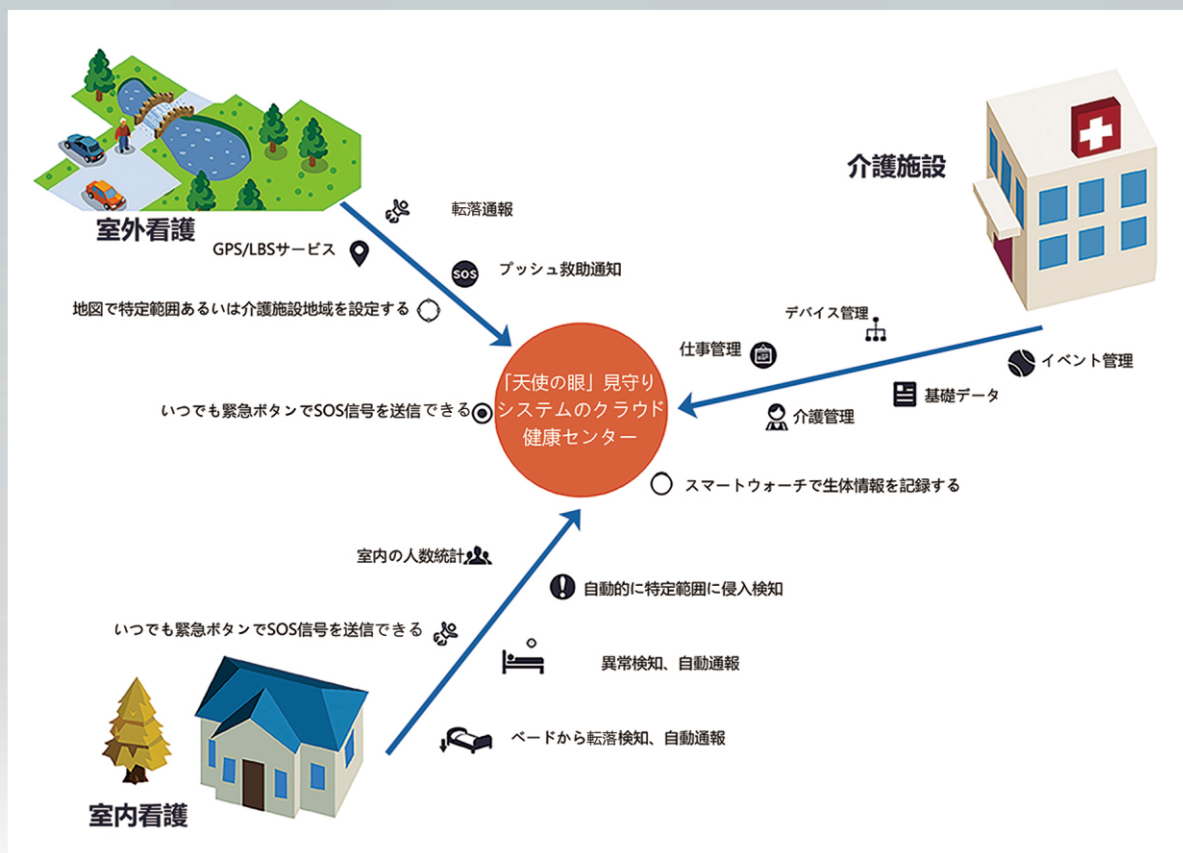 介護施設
室外看護
転落通報
GPS/LBSサービス
SOS
プッシュ救助通知
地図で特定範囲あるいは介護施設地域を設定する
デバイス管理
仕事管理
イベント管理
基礎データ
介護管理
「天使の眼」見守り
システムのクラウド
健康センター
いつでも緊急ボタンでSOS信号を送信できる
スマートウォーチで生体情報を記録する
室内の人数統計
自動的に特定範囲に侵入検知
いつでも緊急ボタンでSOS信号を送信できる
異常検知、自動通報
ベードから転落検知、自動通報
室内看護